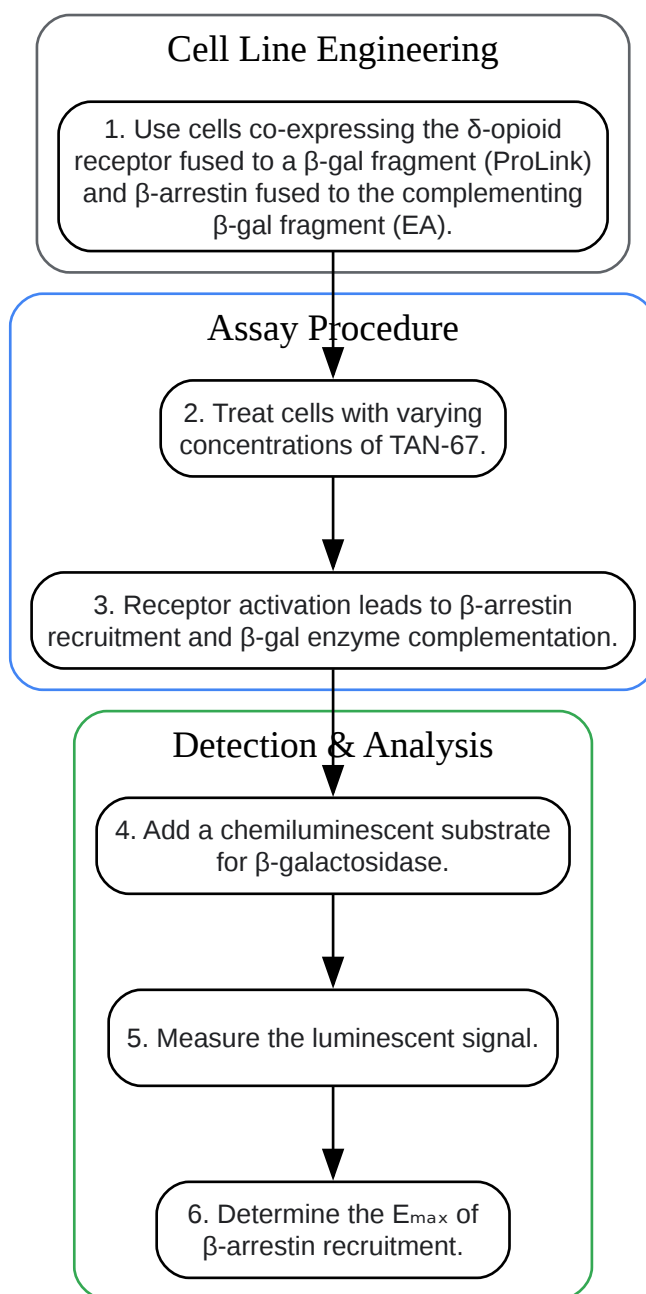 Cell Line Engineering
1. Use cells co-expressing the δ-opioid
receptor fused to a β-gal fragment (ProLink)
and β-arrestin fused to the complementing
β-gal fragment (EA).
Assay Procedure
2. Treat cells with varying
concentrations of TAN-67.
3. Receptor activation leads to β-arrestin
recruitment and β-gal enzyme complementation.
Detection & Analysis
4. Add a chemiluminescent substrate
for β-galactosidase.
5. Measure the luminescent signal.
6. Determine the Eₘₐₓ of
β-arrestin recruitment.